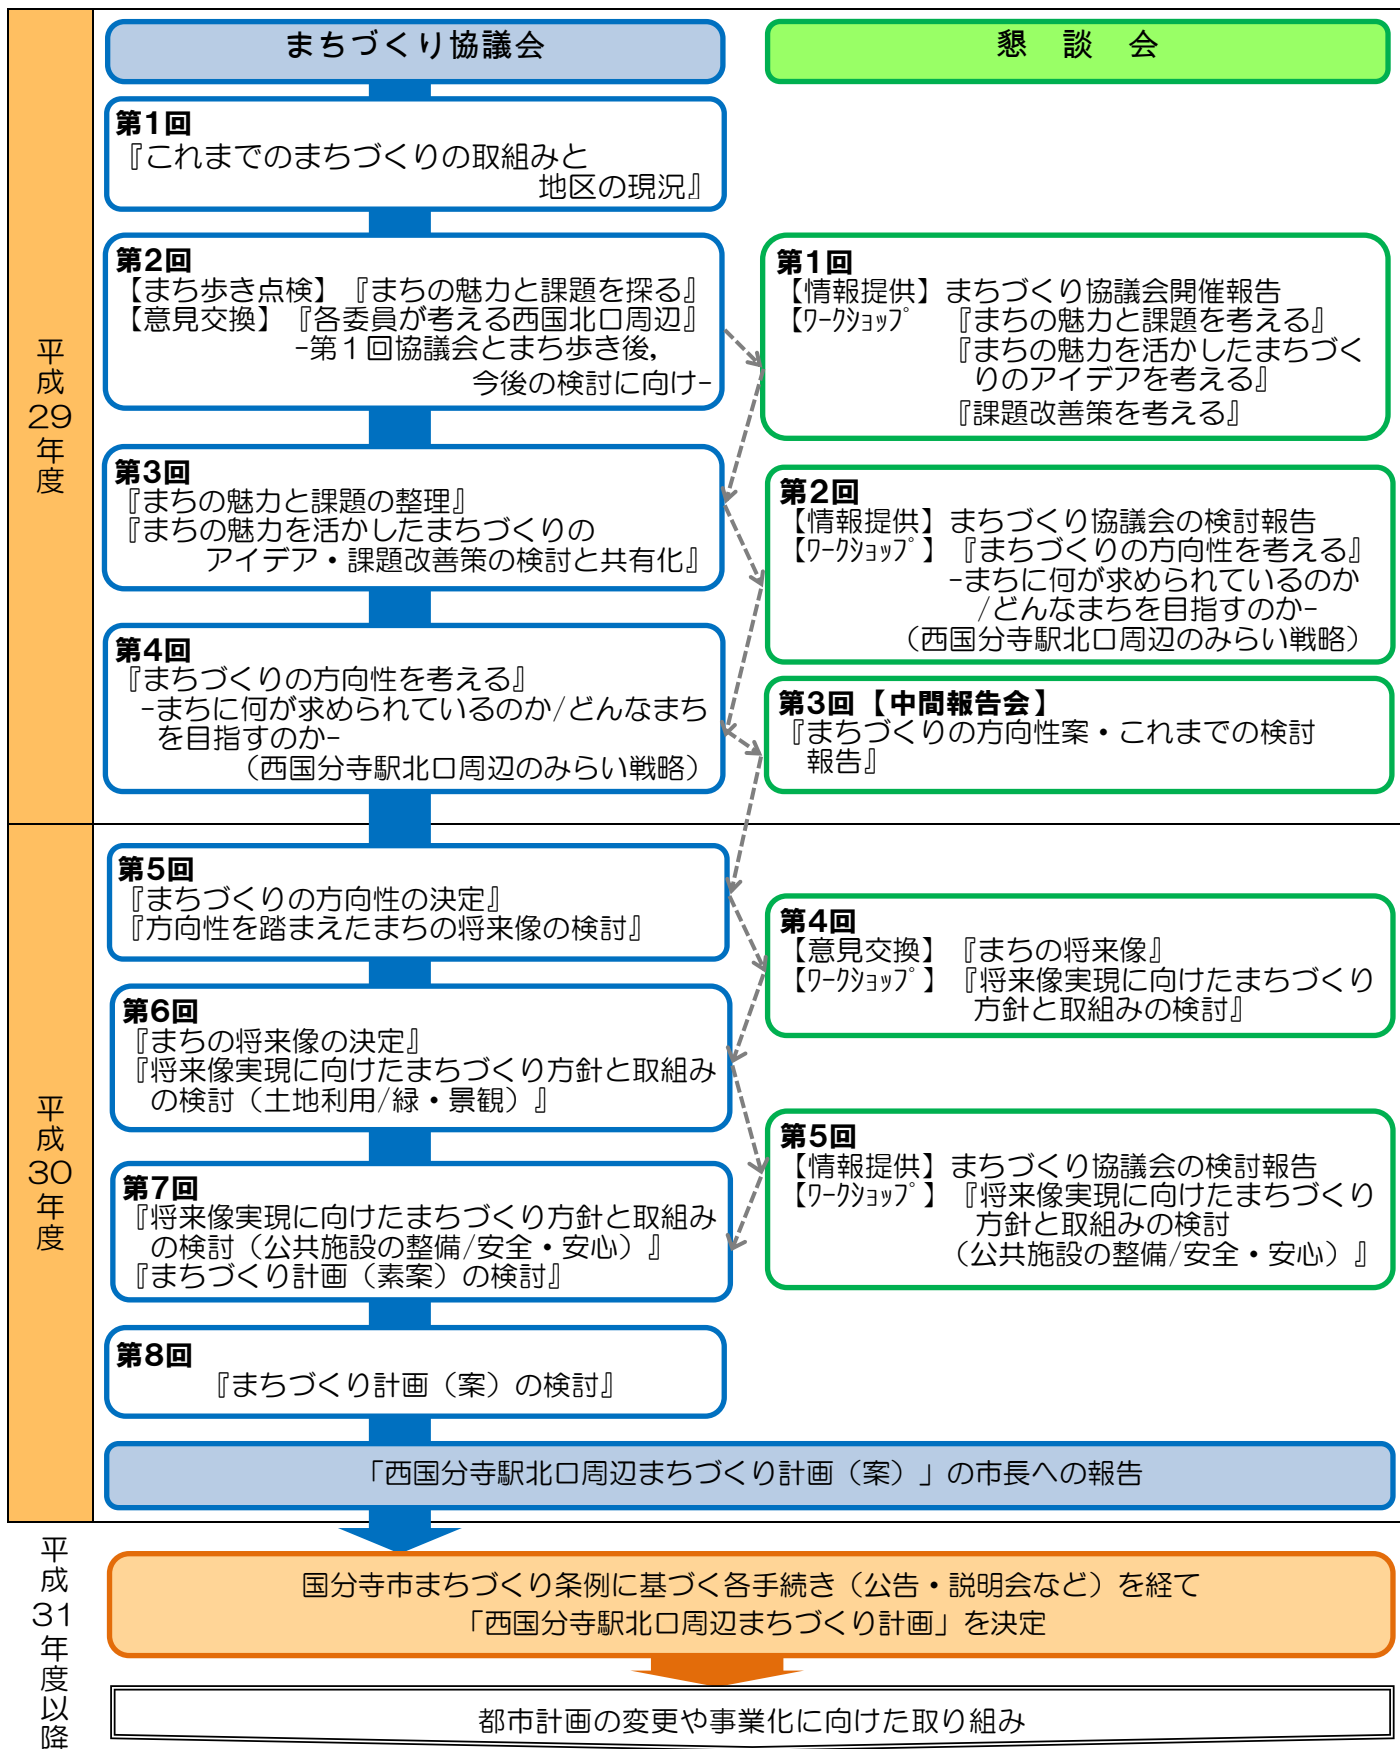 まちづくり協議会
懇 談 会
平成29年度
第1回
『これまでのまちづくりの取組みと
地区の現況』
第2回
【まち歩き点検】『まちの魅力と課題を探る』
【意見交換】『各委員が考える西国北口周辺』
-第1回協議会とまち歩き後,
今後の検討に向け-
第1回
【情報提供】まちづくり協議会開催報告
【ﾜｰｸｼｮｯﾌﾟ 『まちの魅力と課題を考える』
『まちの魅力を活かしたまちづく
りのアイデアを考える』
『課題改善策を考える』
第3回
『まちの魅力と課題の整理』
『まちの魅力を活かしたまちづくりの
アイデア・課題改善策の検討と共有化』
第2回
【情報提供】まちづくり協議会の検討報告
【ﾜｰｸｼｮｯﾌﾟ】『まちづくりの方向性を考える』
-まちに何が求められているのか
/どんなまちを目指すのか-
（西国分寺駅北口周辺のみらい戦略）
第4回
『まちづくりの方向性を考える』
-まちに何が求められているのか/どんなまち
を目指すのか-
（西国分寺駅北口周辺のみらい戦略）
第3回【中間報告会】
『まちづくりの方向性案・これまでの検討
報告』
平成30年度
第5回
『まちづくりの方向性の決定』
『方向性を踏まえたまちの将来像の検討』
第4回
【意見交換】『まちの将来像』
【ﾜｰｸｼｮｯﾌﾟ】『将来像実現に向けたまちづくり
方針と取組みの検討』
第6回
『まちの将来像の決定』
『将来像実現に向けたまちづくり方針と取組み
の検討（土地利用/緑・景観）』
第5回
【情報提供】まちづくり協議会の検討報告
【ﾜｰｸｼｮｯﾌﾟ】『将来像実現に向けたまちづくり
方針と取組みの検討
（公共施設の整備/安全・安心）』
第7回
『将来像実現に向けたまちづくり方針と取組み
の検討（公共施設の整備/安全・安心）』
『まちづくり計画（素案）の検討』
第8回
『まちづくり計画（案）の検討』
「西国分寺駅北口周辺まちづくり計画（案）」の市長への報告
平成31年度以降
国分寺市まちづくり条例に基づく各手続き（公告・説明会など）を経て
「西国分寺駅北口周辺まちづくり計画」を決定
都市計画の変更や事業化に向けた取り組み